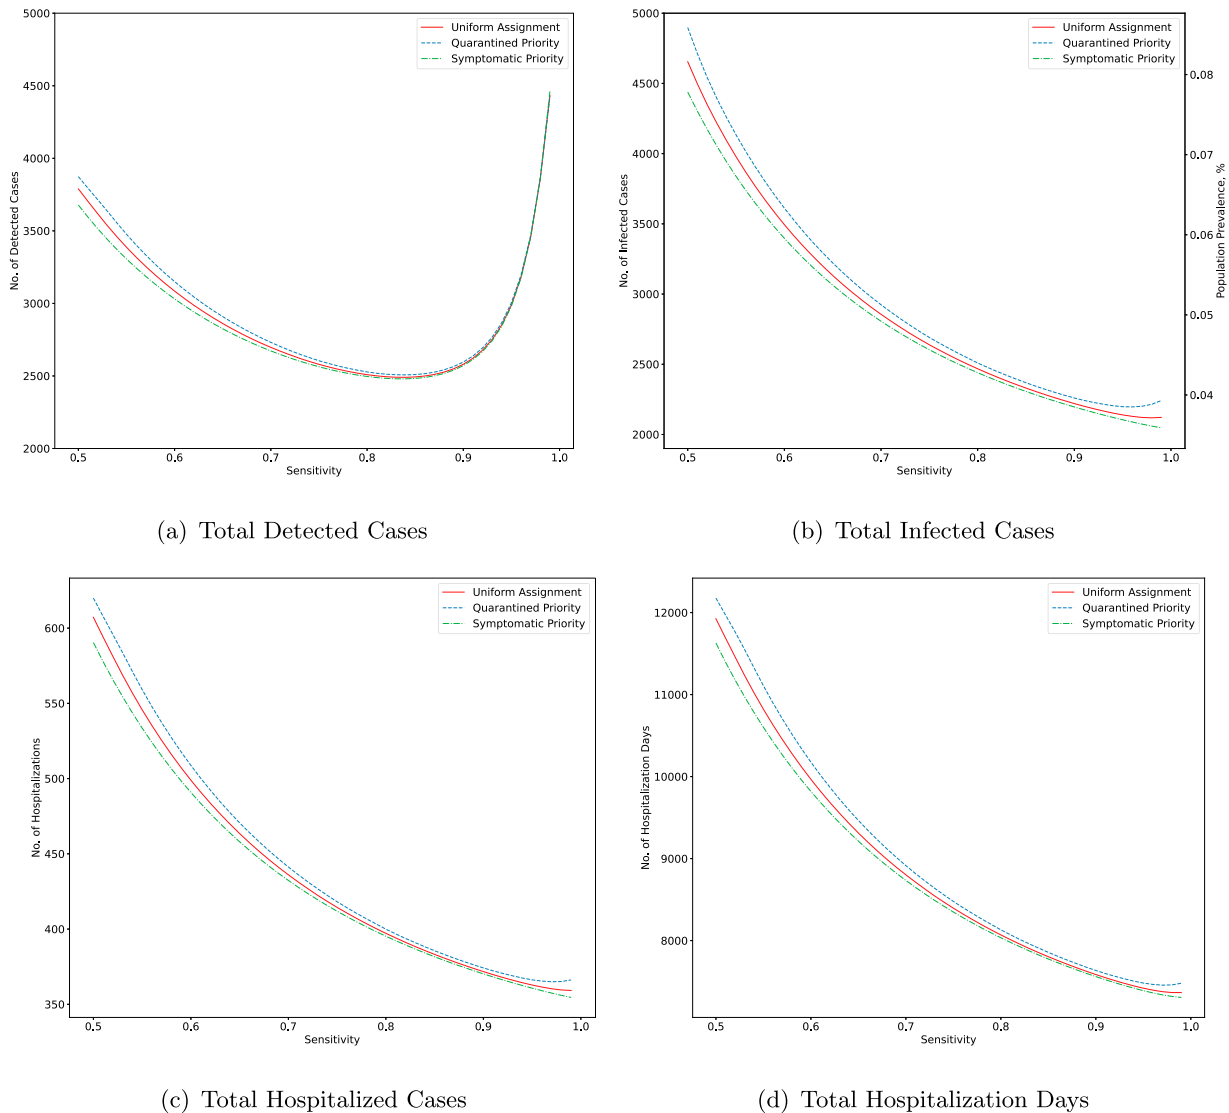 5000
4500
4000
3500
3000
2500
2000
No. of Detected Cases
0.5 0.6 0.7 0.8 0.9 1.0
Sensitivity
Uniform Assignment
Quarantined Priority
Symptomatic Priority
(a) Total Detected Cases
5000
4500
4000
3500
3000
2500
2000
No. of Infected Cases
0.5 0.6 0.7 0.8 0.9 1.0
Sensitivity
0.08
0.07
0.06
0.05
0.04
Population Prevalence, %
Uniform Assignment
Quarantined Priority
Symptomatic Priority
(b) Total Infected Cases
600
550
500
450
400
350
No. of Hospitalizations
0.5 0.6 0.7 0.8 0.9 1.0
Sensitivity
Uniform Assignment
Quarantined Priority
Symptomatic Priority
(c) Total Hospitalized Cases
12000
11000
10000
9000
8000
No. of Hospitalization Days
0.5 0.6 0.7 0.8 0.9 1.0
Sensitivity
Uniform Assignment
Quarantined Priority
Symptomatic Priority
(d) Total Hospitalization Days